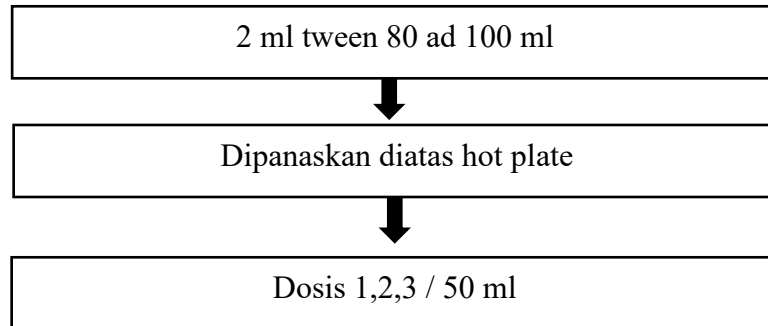 2 ml tween 80 ad 100 ml
Dipanaskan diatas hot plate
Dosis 1,2,3 / 50 ml